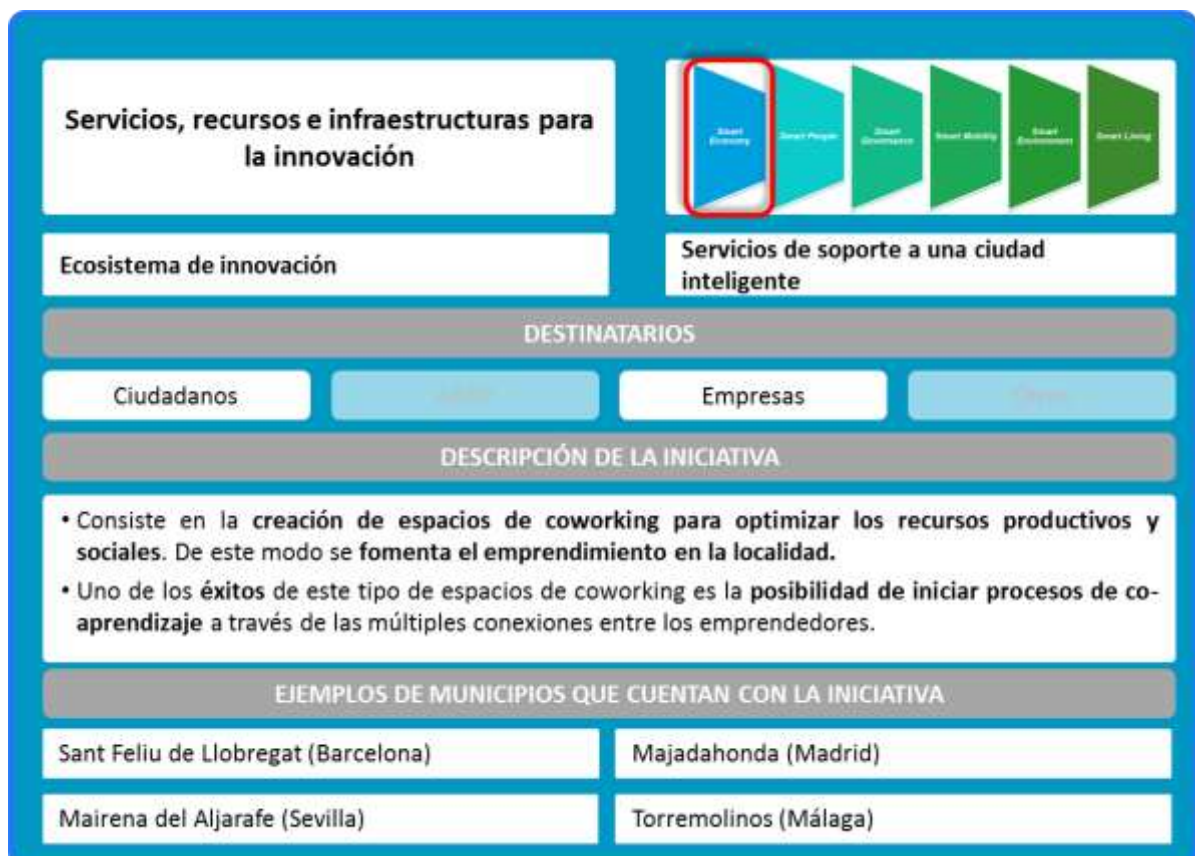 Servicios, recursos e infraestructuras para
la innovación
Smart
Economy
Smart People
Smart
Governance
Smart Mobility
Smart
Environment
Smart Living
Ecosistema de innovación
Servicios de soporte a una ciudad
inteligente
DESTINATARIOS
Ciudadanos
Empresas
DESCRIPCIÓN DE LA INICIATIVA
• Consiste en la creación de espacios de coworking para optimizar los recursos productivos y
sociales. De este modo se fomenta el emprendimiento en la localidad.
• Uno de los éxitos de este tipo de espacios de coworking es la posibilidad de iniciar procesos de co-
aprendizaje a través de las múltiples conexiones entre los emprendedores.
EJEMPLOS DE MUNICIPIOS QUE CUENTAN CON LA INICIATIVA
Sant Feliu de Llobregat (Barcelona)
Majadahonda (Madrid)
Mairena del Aljarafe (Sevilla)
Torremolinos (Málaga)